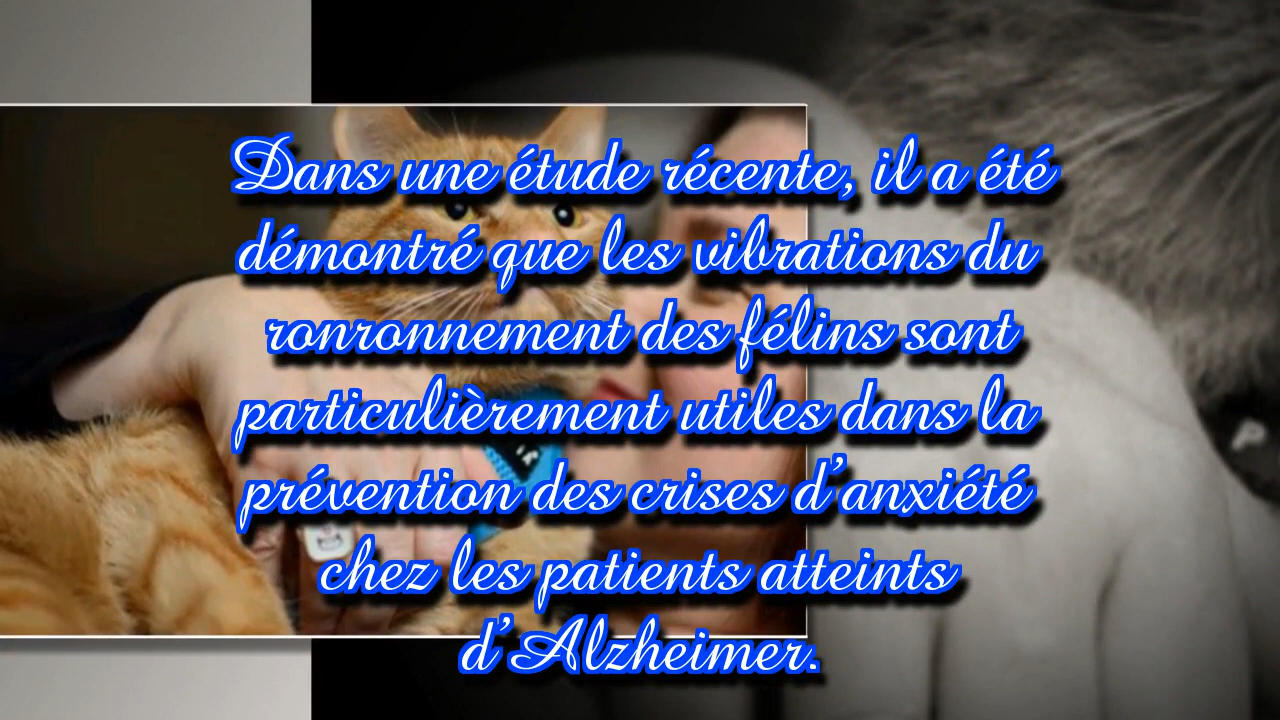 Dans une étude récente, il a été
démontré que les vibrations du
ronronnement des félins sont
particulièrement utiles dans la
prévention des crises d’anxiété
chez les patients atteints
d’Alzheimer.